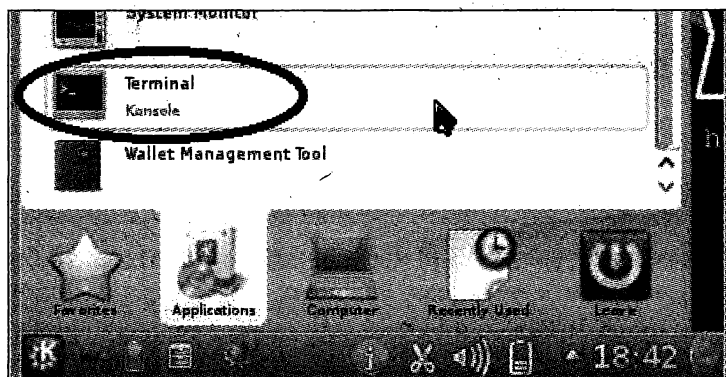 System Monitor
Terminal
Konsole
Wallet Management Tool
Favorites
Applications
Computer
Recently Used
Leave
18:42
h